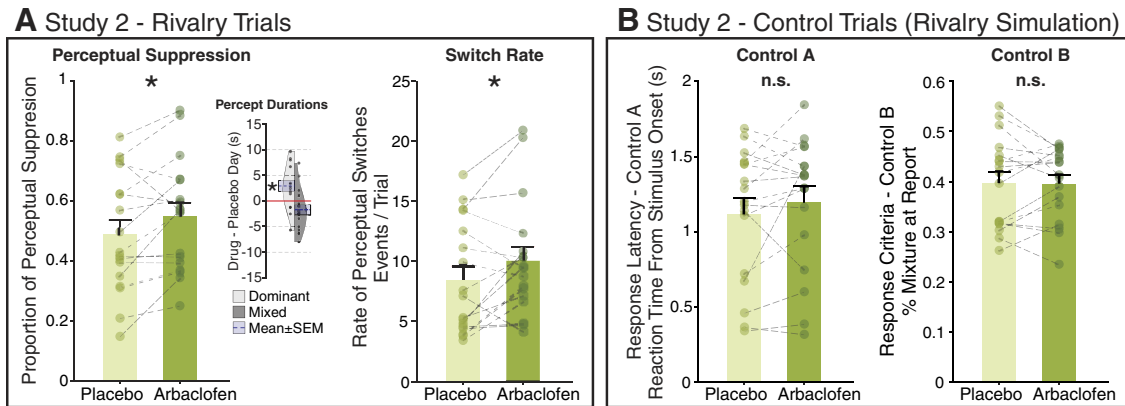 A Study 2 - Rivalry Trials
Perceptual Suppression
*
Proportion of Perceptual Suppression
1
0.8
0.6
0.4
0.2
0
Placebo Arbaclofen
Percept Durations
Drug - Placebo Day (s)
15
10
5
0
-5
-10
-15
*
Dominant
Mixed
Mean±SEM
Switch Rate
*
Rate of Perceptual Switches
Events / Trial
25
20
15
10
5
0
Placebo Arbaclofen
B Study 2 - Control Trials (Rivalry Simulation)
Control A
n.s.
Response Latency - Control A
Reaction Time From Stimulus Onset (s)
2
1.5
1
0.5
0
Placebo Arbaclofen
Control B
n.s.
Response Criteria - Control B
% Mixture at Report
0.6
0.5
0.4
0.3
0.2
0.1
0
Placebo Arbaclofen